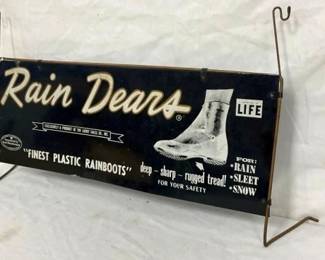 Rain Dears®
LIFE
"FINEST PLASTIC RAINBOOTS"
deep - sharp - rugged tread!!
FOR YOUR SAFETY
FOR:
•RAIN
•SLEET
•SNOW